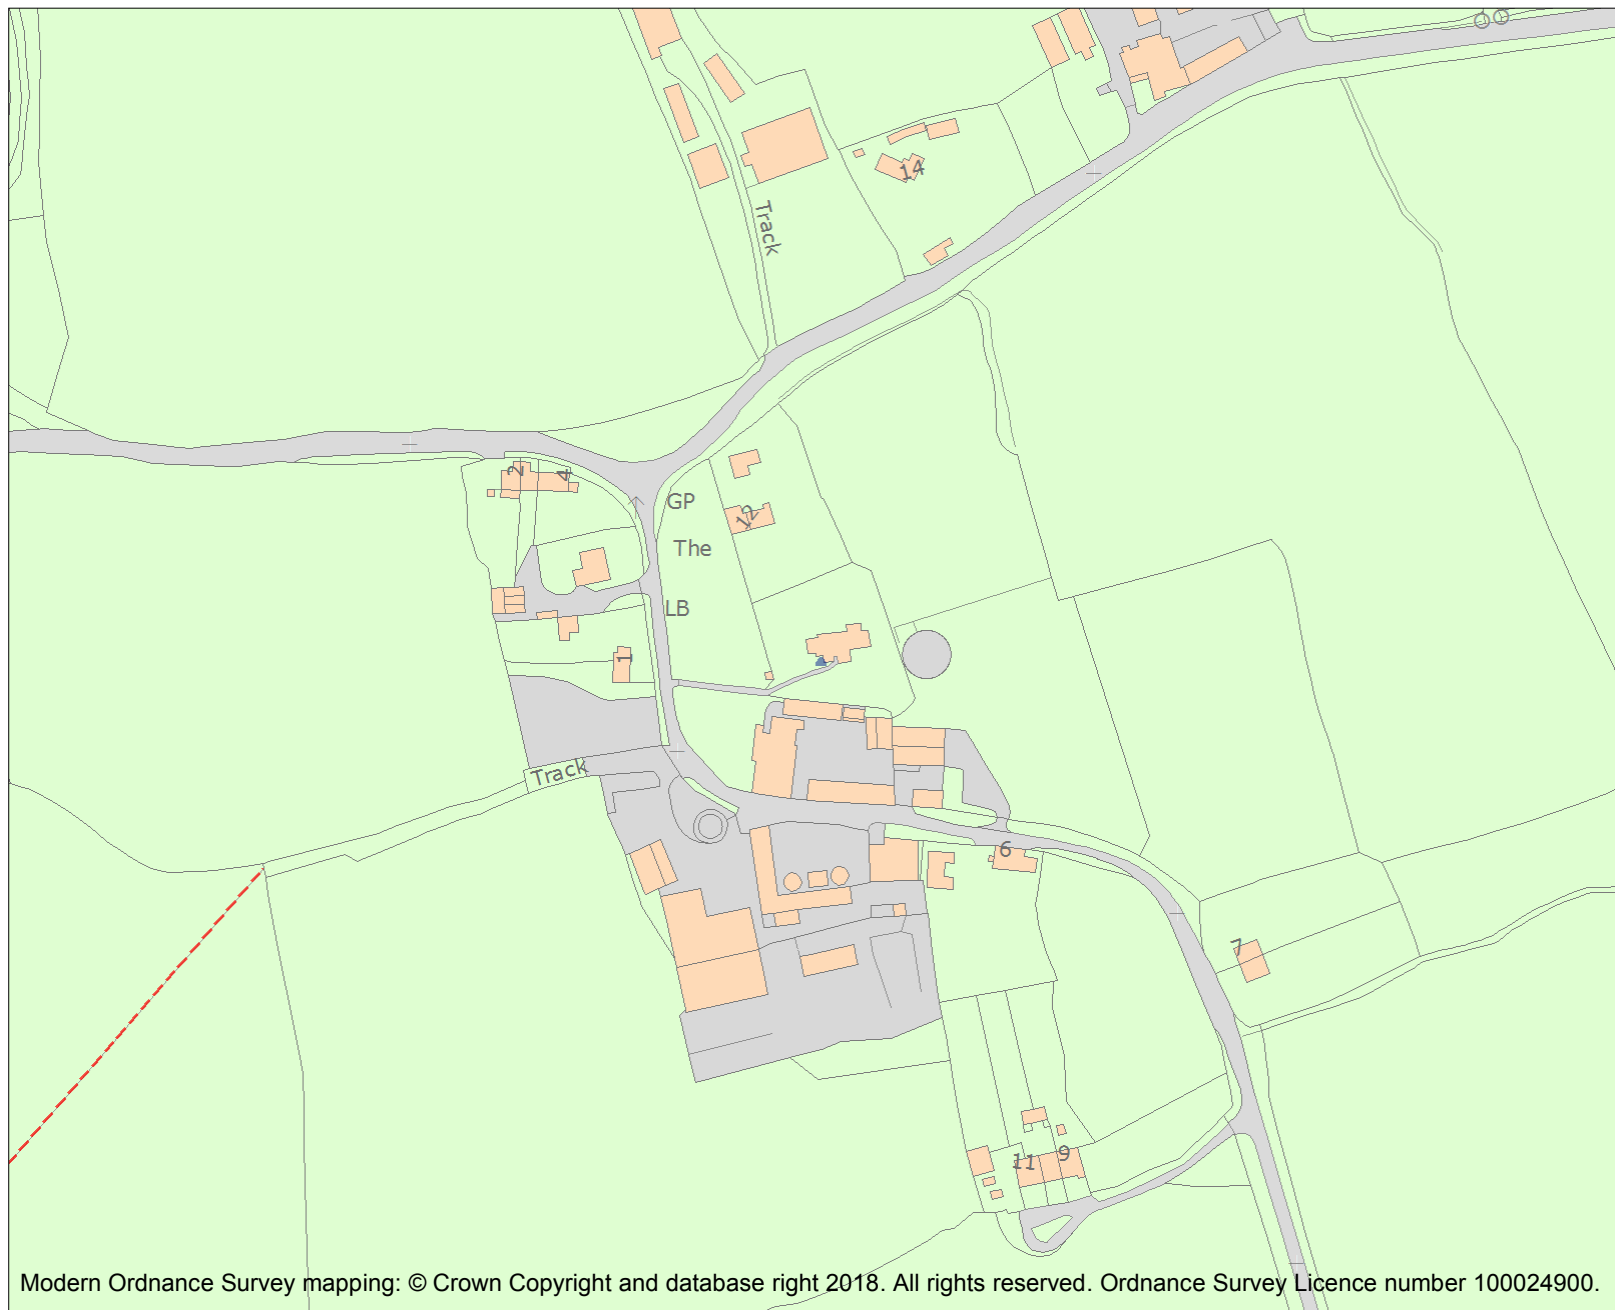 14
Track
2
4
GP
12
The
LB
1
Track
6
7
11
9
Modern Ordnance Survey mapping: © Crown Copyright and database right 2018. All rights reserved. Ordnance Survey Licence number 100024900.